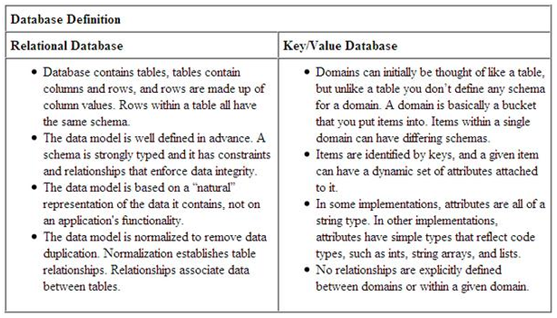 Database Definition
Relational Database
Key/Value Database
• Database contains tables, tables contain
columns and rows, and rows are made up of
column values. Rows within a table all have
the same schema.
• The data model is well defined in advance. A
schema is strongly typed and it has constraints
and relationships that enforce data integrity.
• The data model is based on a “natural”
representation of the data it contains, not on
an application's functionality.
• The data model is normalized to remove data
duplication. Normalization establishes table
relationships. Relationships associate data
between tables.
• Domains can initially be thought of like a table,
but unlike a table you don’t define any schema
for a domain. A domain is basically a bucket
that you put items into. Items within a single
domain can have differing schemas.
• Items are identified by keys, and a given item
can have a dynamic set of attributes attached
to it.
• In some implementations, attributes are all of a
string type. In other implementations,
attributes have simple types that reflect code
types, such as ints, string arrays, and lists.
• No relationships are explicitly defined
between domains or within a given domain.